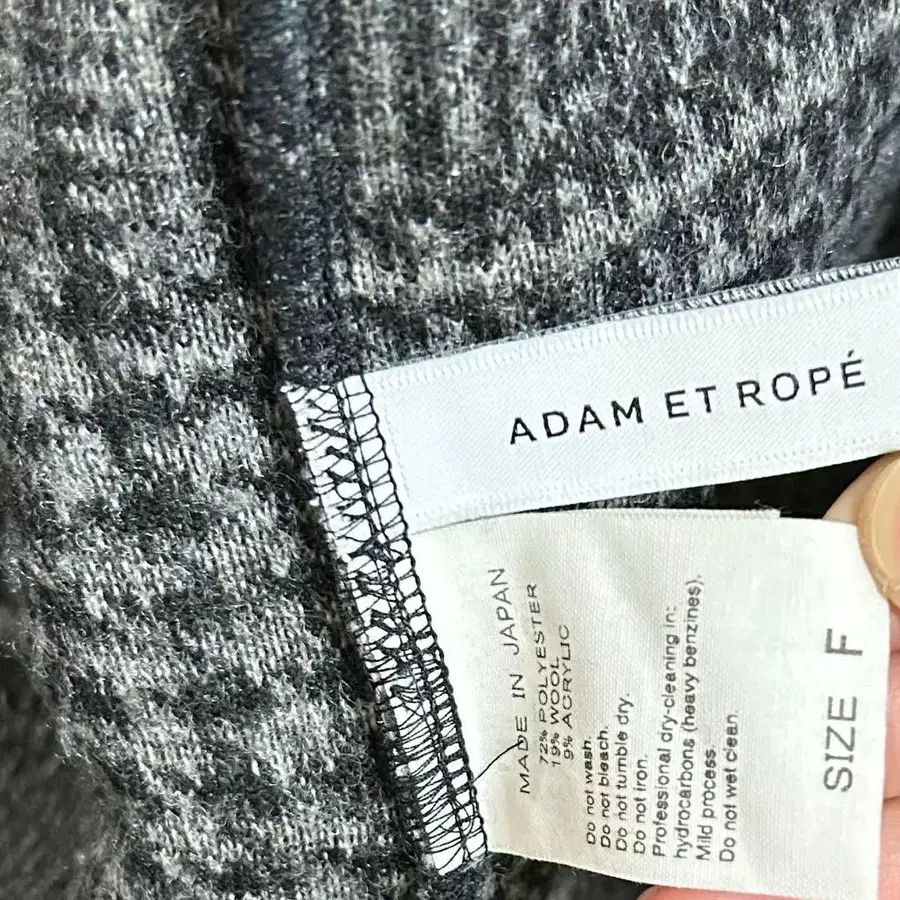 ADAM ET ROPÉ
MADE IN JAPAN
72% POLYESTER
19% WOOL
9% ACRYLIC
Do not wash.
Do not bleach.
Do not tumble dry.
Do not iron.
Professional dry-cleaning in:
hydrocarbons (heavy benzines).
Mild process
Do not wet clean.
SIZE F